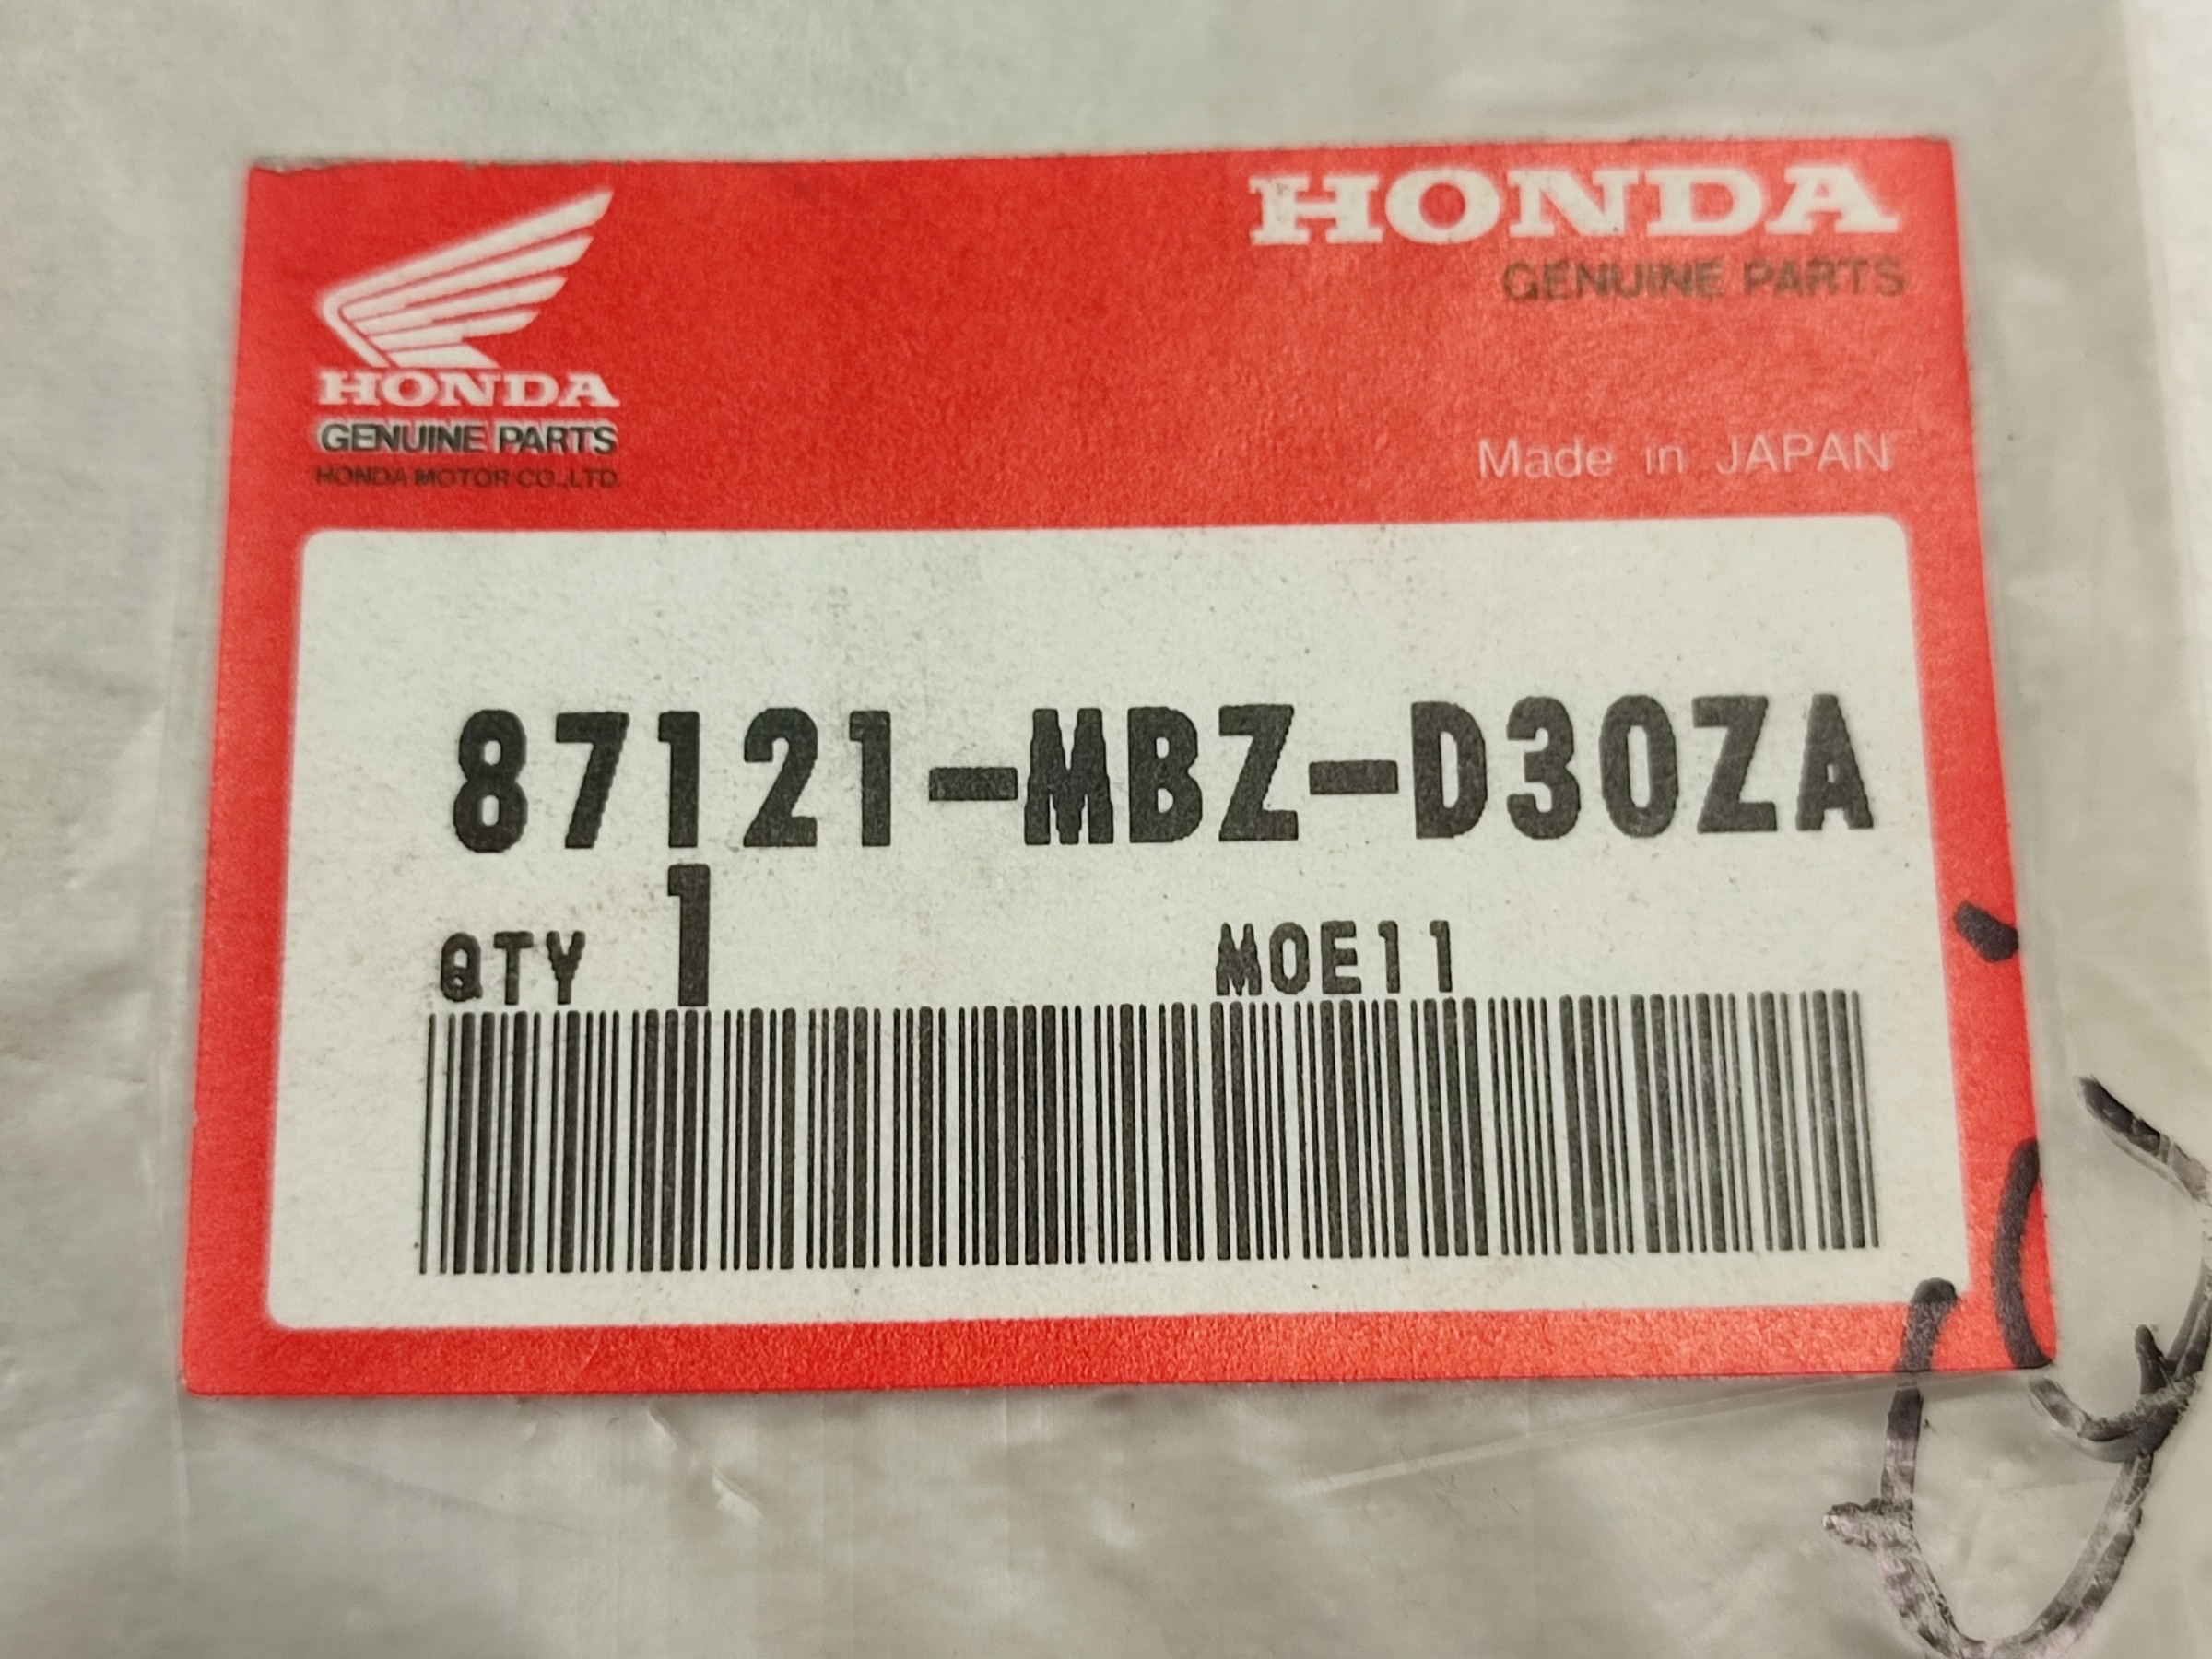 HONDA
GENUINE PARTS
Made in JAPAN
HONDA
GENUINE PARTS
HONDA MOTOR CO.,LTD.
87121-MBZ-D30ZA
QTY 1 MOE11